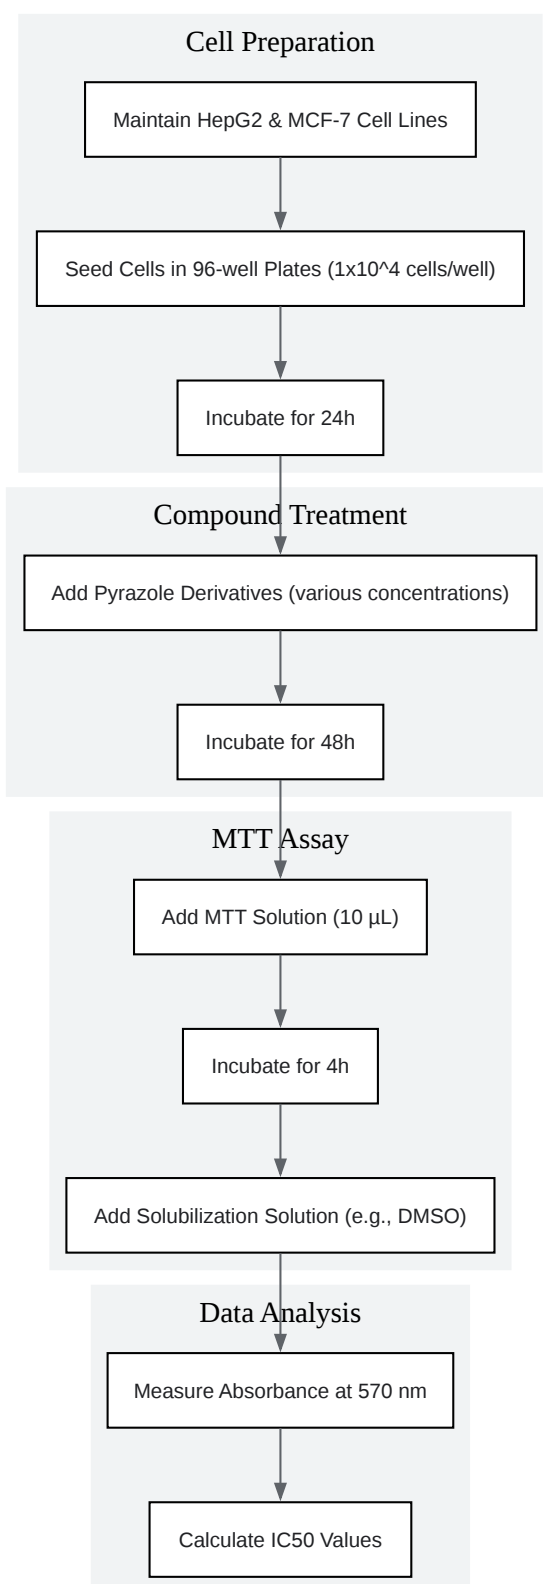 Cell Preparation
Maintain HepG2 & MCF-7 Cell Lines
Seed Cells in 96-well Plates (1x10^4 cells/well)
Incubate for 24h
Compound Treatment
Add Pyrazole Derivatives (various concentrations)
Incubate for 48h
MTT Assay
Add MTT Solution (10 µL)
Incubate for 4h
Add Solubilization Solution (e.g., DMSO)
Data Analysis
Measure Absorbance at 570 nm
Calculate IC50 Values